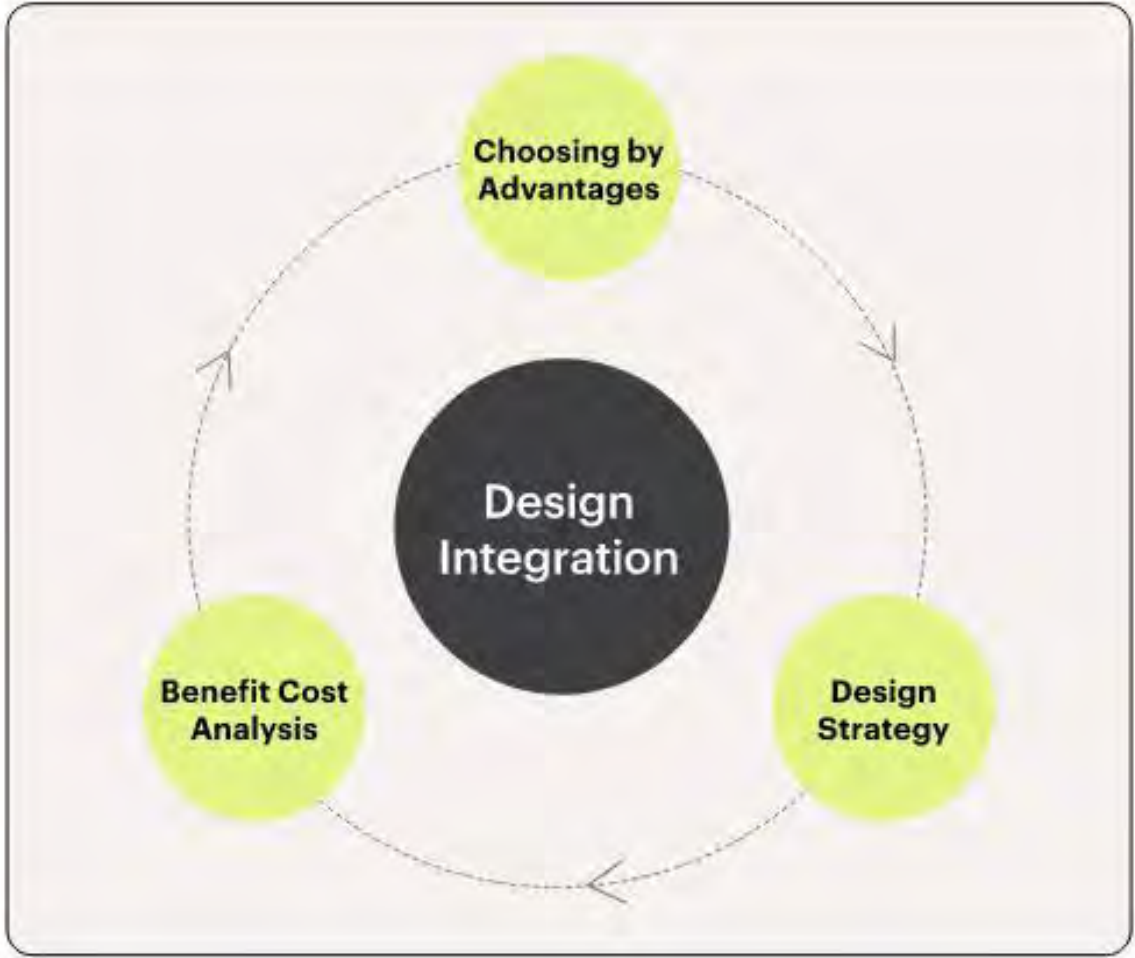 Choosing by
Advantages
Design
Integration
Benefit Cost
Analysis
Design
Strategy